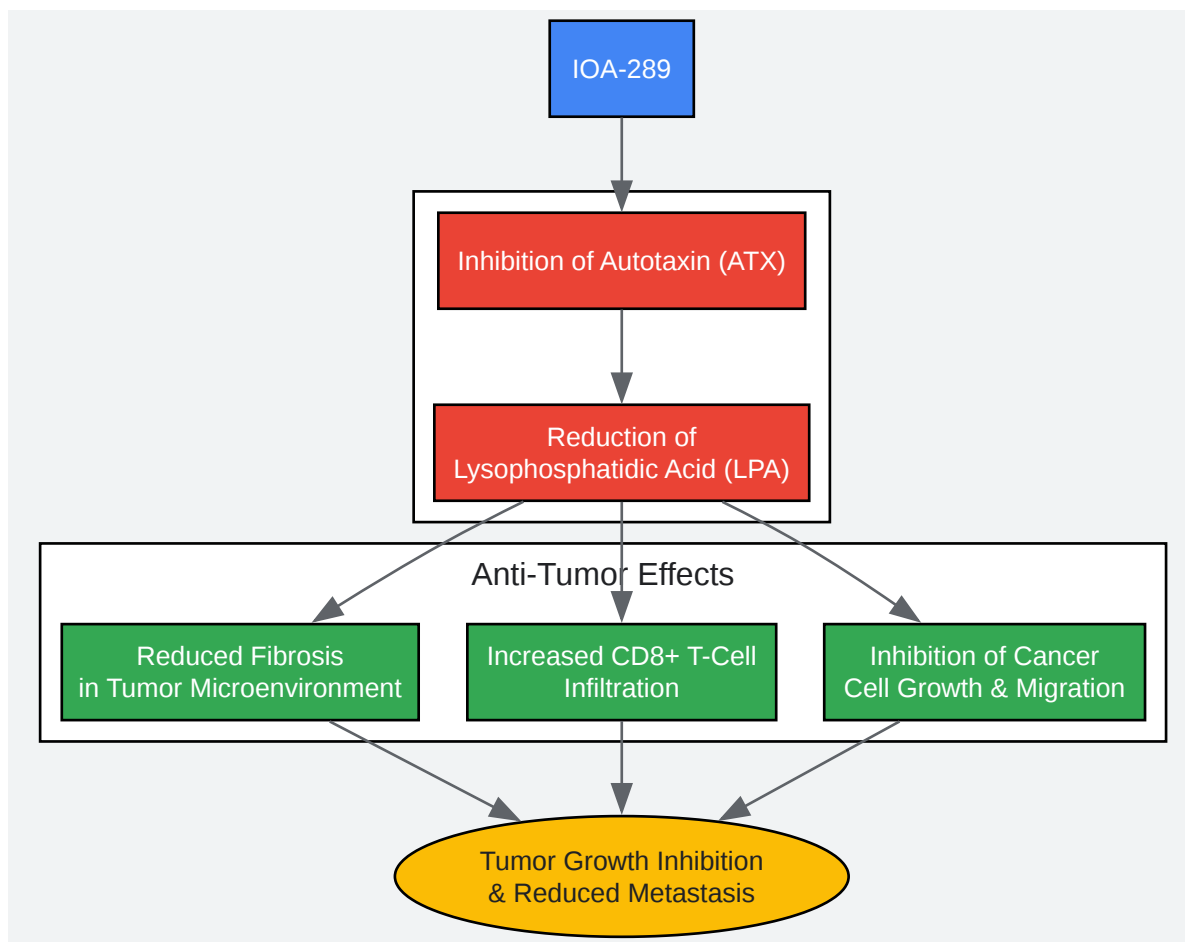 IOA-289
Inhibition of Autotaxin (ATX)
Reduction of
Lysophosphatidic Acid (LPA)
Anti-Tumor Effects
Reduced Fibrosis
in Tumor Microenvironment
Increased CD8+ T-Cell
Infiltration
Inhibition of Cancer
Cell Growth & Migration
Tumor Growth Inhibition
& Reduced Metastasis